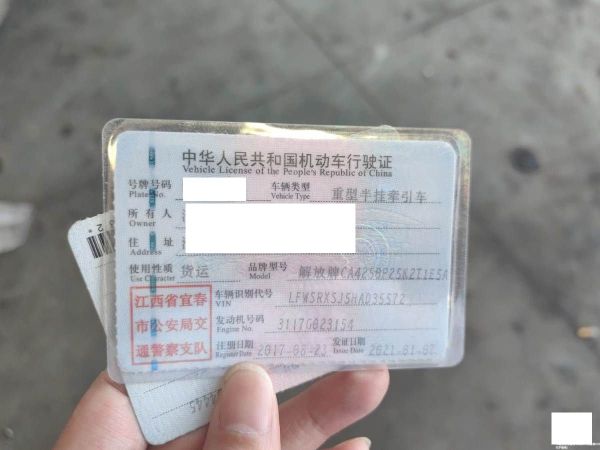 中华人民共和国机动车行驶证
Vehicle License of the People's Republic of China
号牌号码 车辆类型 重型半挂牵引车
Plate No. Vehicle Type
所有人
Owner
住 址
Address
使用性质 货运 品牌型号 解放牌CA4258P25K2T1E5A
Use Character Model
江西省宜春
市公安局交
通警察支队
车辆识别代号 LFWSRXSJ5HAD35572
VIN
发动机号码 3117G023154
Engine No.
注册日期 2017-08-23 发证日期
Register Date Issue Date